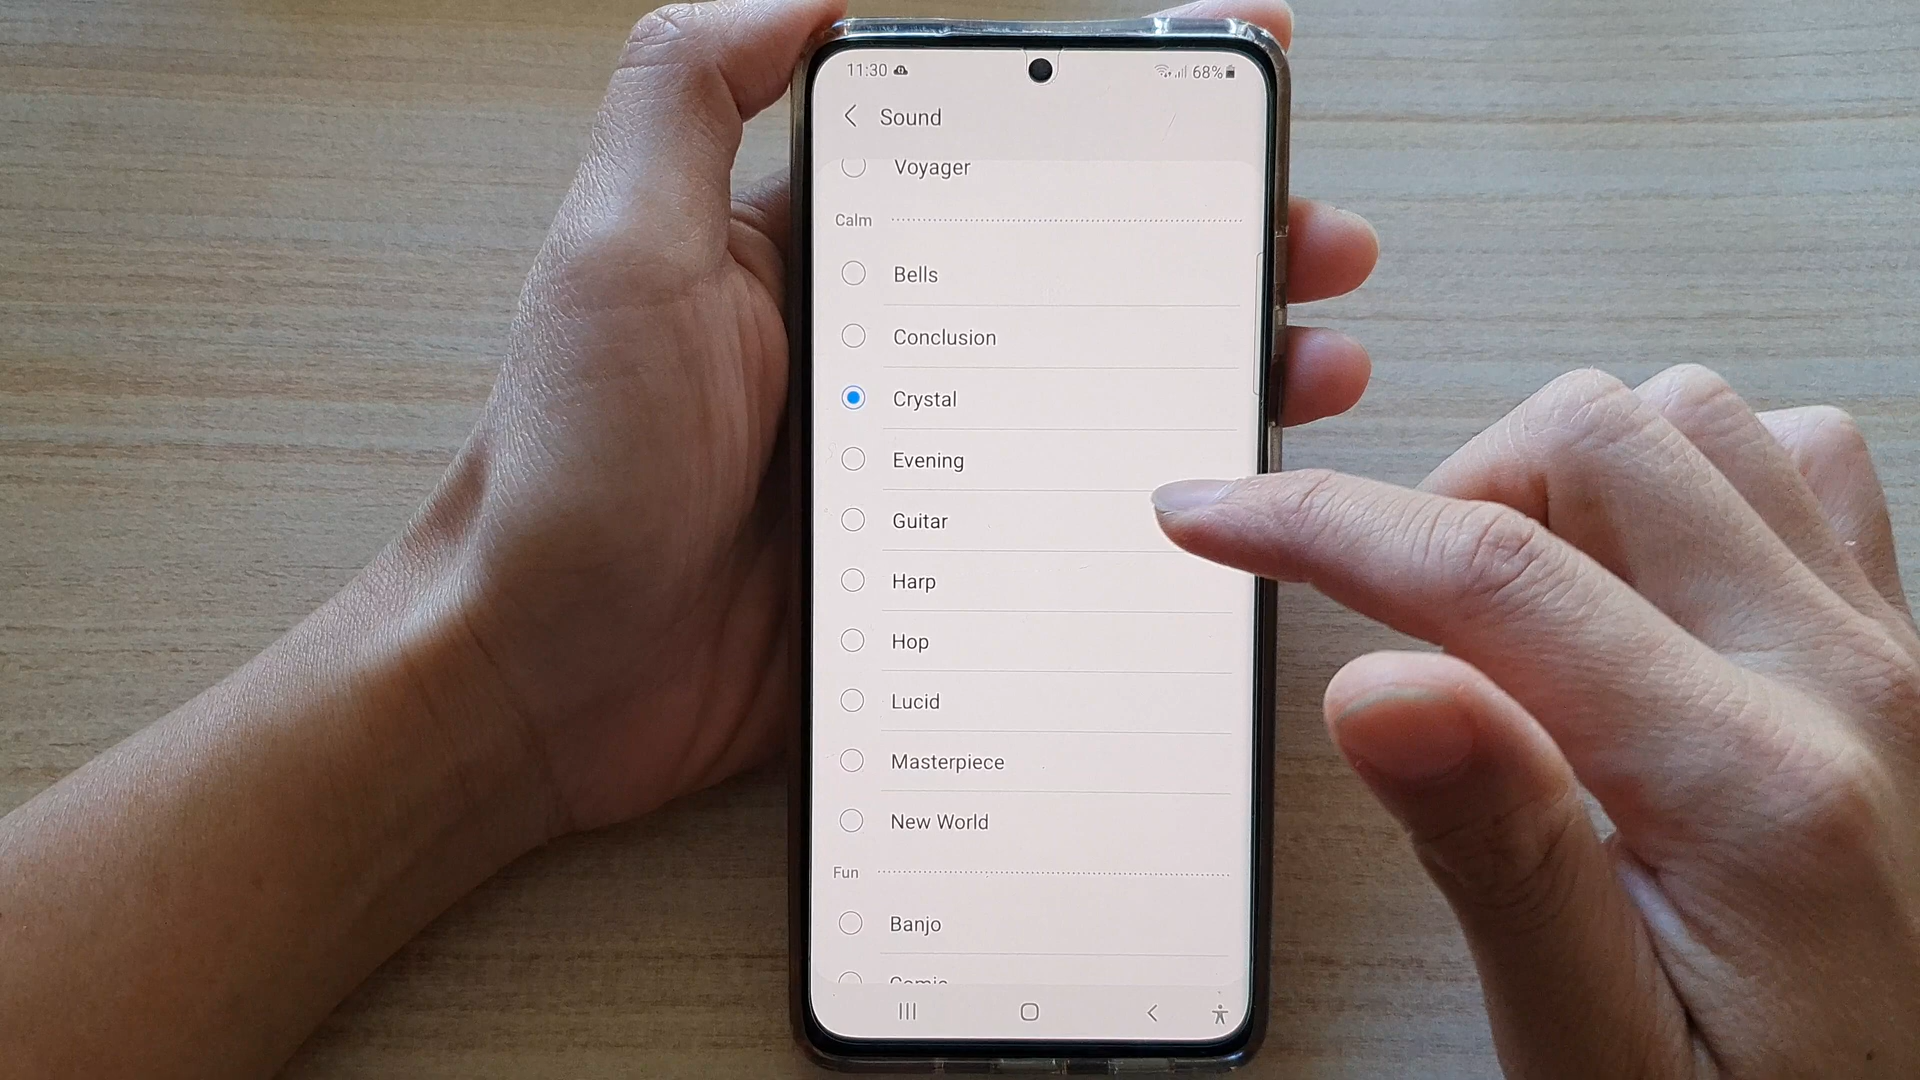 11:30 68%
Sound
Voyager
Calm
Bells
Conclusion
Crystal
Evening
Guitar
Harp
Hop
Lucid
Masterpiece
New World
Fun
Banjo
Comic